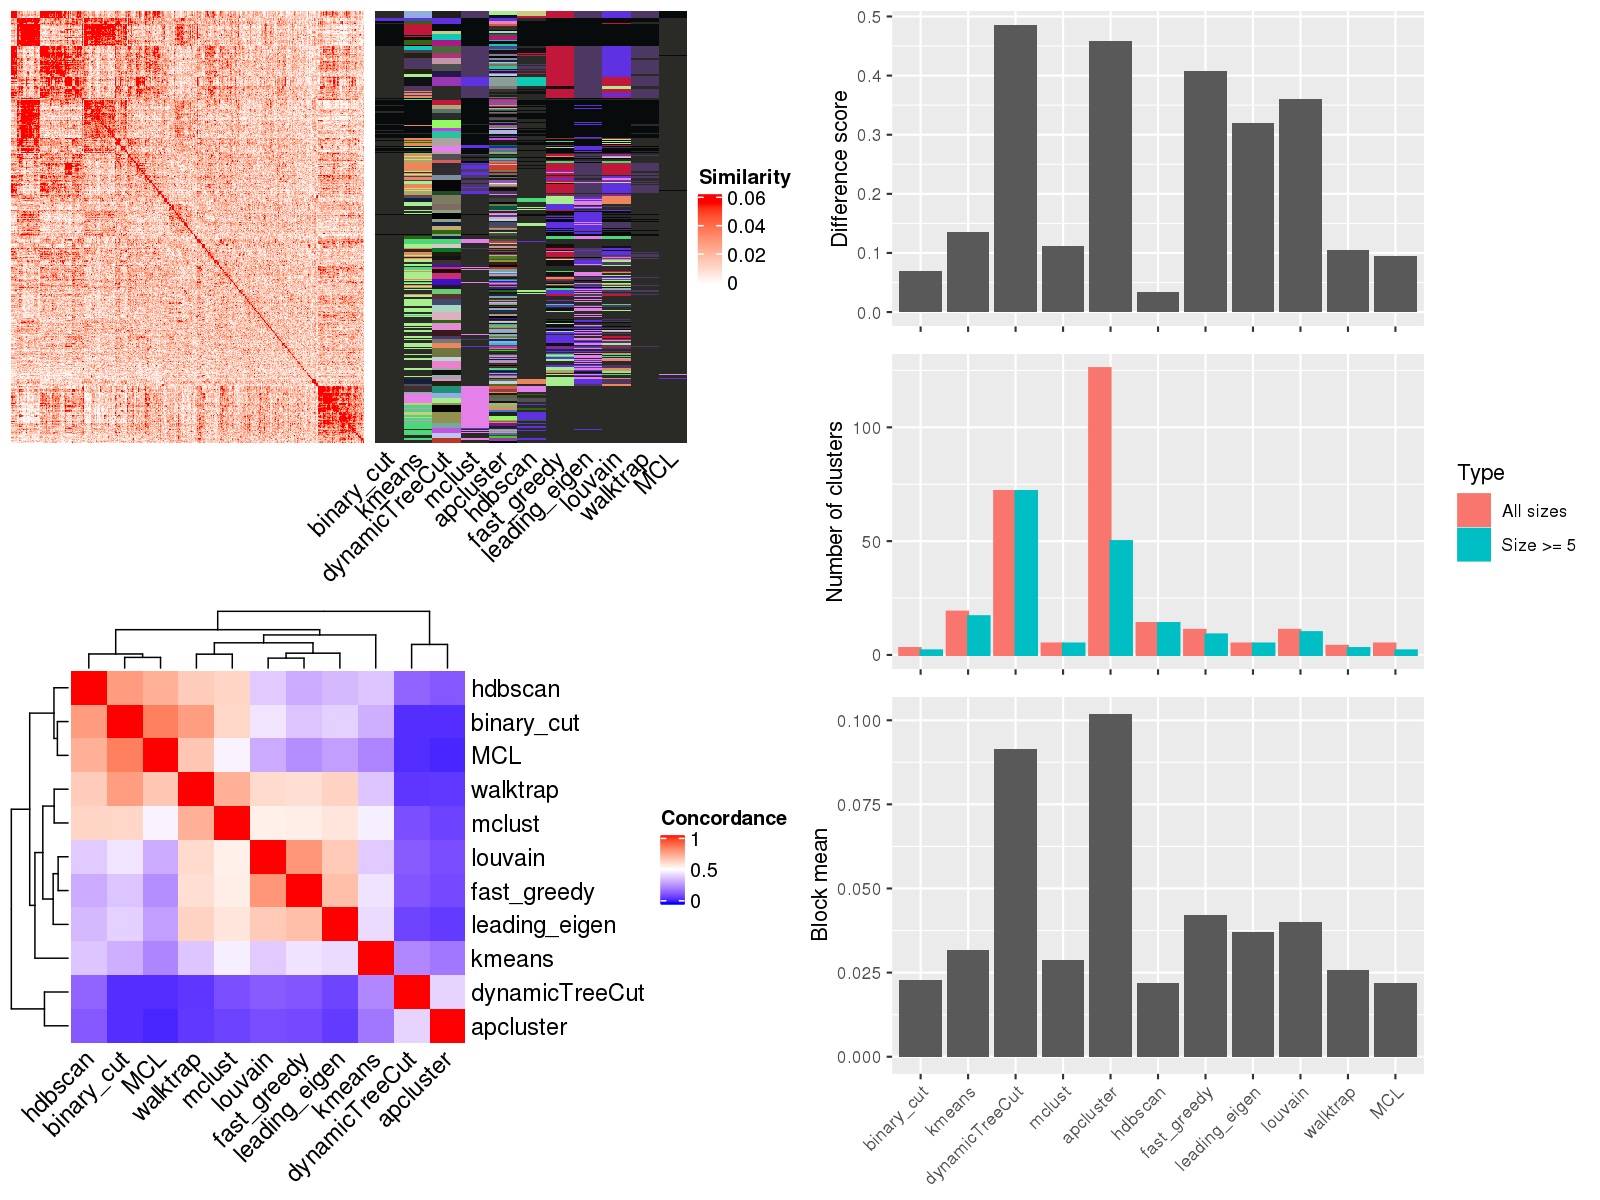 Similarity
0.06
0.04
0.02
0
binary_cut
kmeans
dynamicTreeCut
mclust
apcluster
hdbscan
fast_greedy
leading_eigen
louvain
walktrap
MCL
Difference score
0.5
0.4
0.3
0.2
0.1
0.0
Number of clusters
100
50
0
Type
All sizes
Size >= 5
hdbscan
binary_cut
MCL
walktrap
mclust
louvain
fast_greedy
leading_eigen
kmeans
dynamicTreeCut
apcluster
hdbscan
binary_cut
MCL
walktrap
mclust
louvain
fast_greedy
leading_eigen
kmeans
dynamicTreeCut
apcluster
Concordance
1
0.5
0
Block mean
0.100
0.075
0.050
0.025
0.000
binary_cut
kmeans
dynamicTreeCut
mclust
apcluster
hdbscan
fast_greedy
leading_eigen
louvain
walktrap
MCL